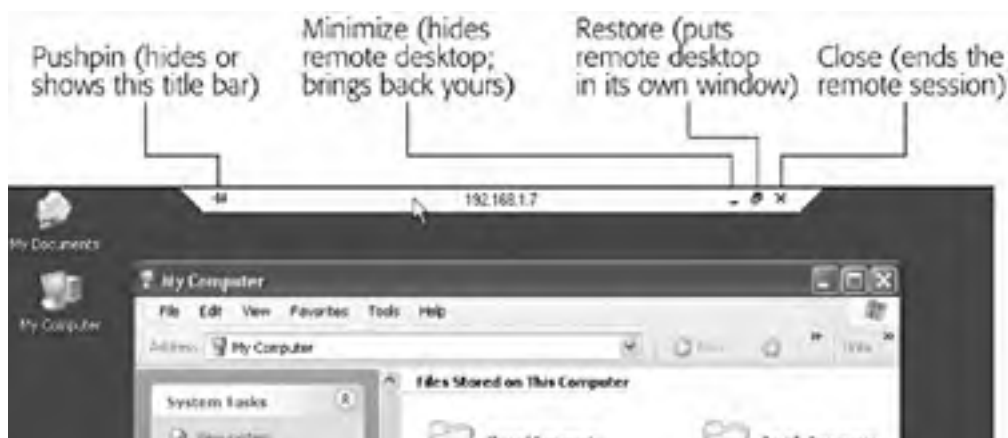 Pushpin (hides or
shows this title bar)
Minimize (hides
remote desktop;
brings back yours)
Restore (puts
remote desktop
in its own window)
Close (ends the
remote session)
192.168.1.7
My Documents
My Computer
My Computer
File Edit View Favorites Tools Help
Address My Computer
Files Stored on This Computer
System Tasks